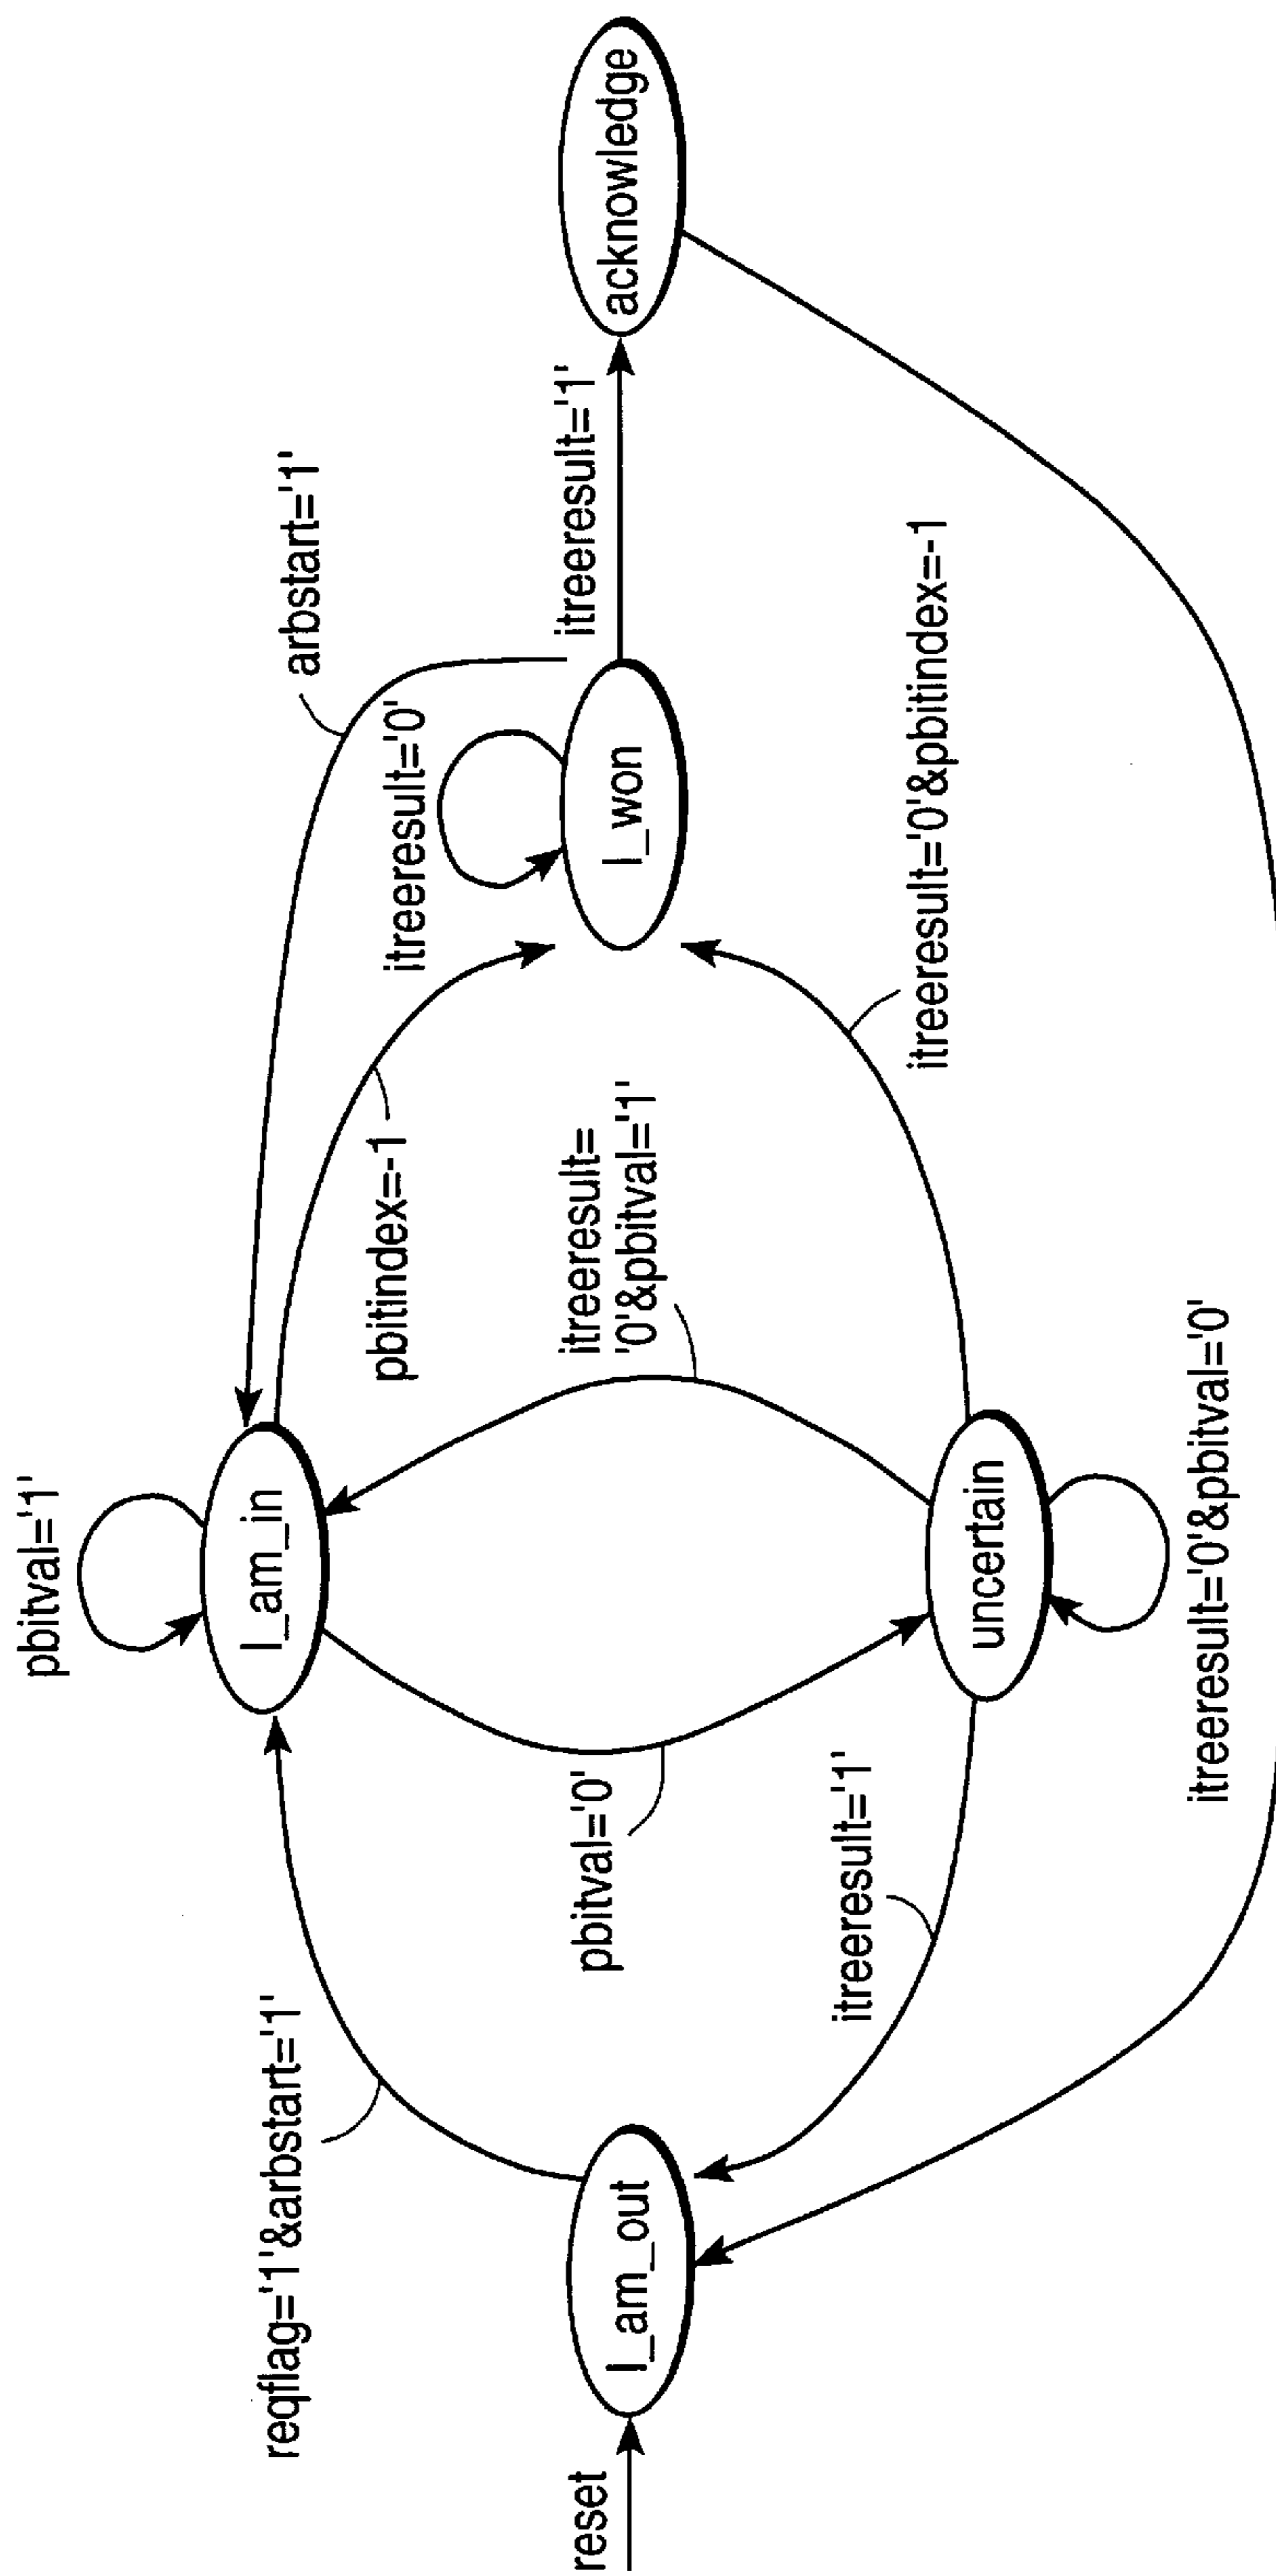 pbitval='1'
reqflag='1'&arbstart='1'
I_am_in
arbstart='1'
pbitindex=-1
itreeresult='0'
reset
I_am_out
pbitval='0'
itreeresult=
'0'&pbitval='1'
I_won
itreeresult='1'
acknowledge
itreeresult='1'
uncertain
itreeresult='0'&pbitindex=-1
itreeresult='0'&pbitval='0'